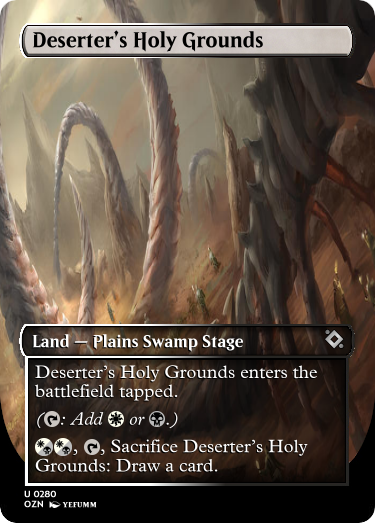 Deserter's Holy Grounds
Land — Plains Swamp Stage
Deserter's Holy Grounds enters the
battlefield tapped.
(: Add or .)
, , Sacrifice Deserter's Holy
Grounds: Draw a card.
U 0280
OZN YEFUMM